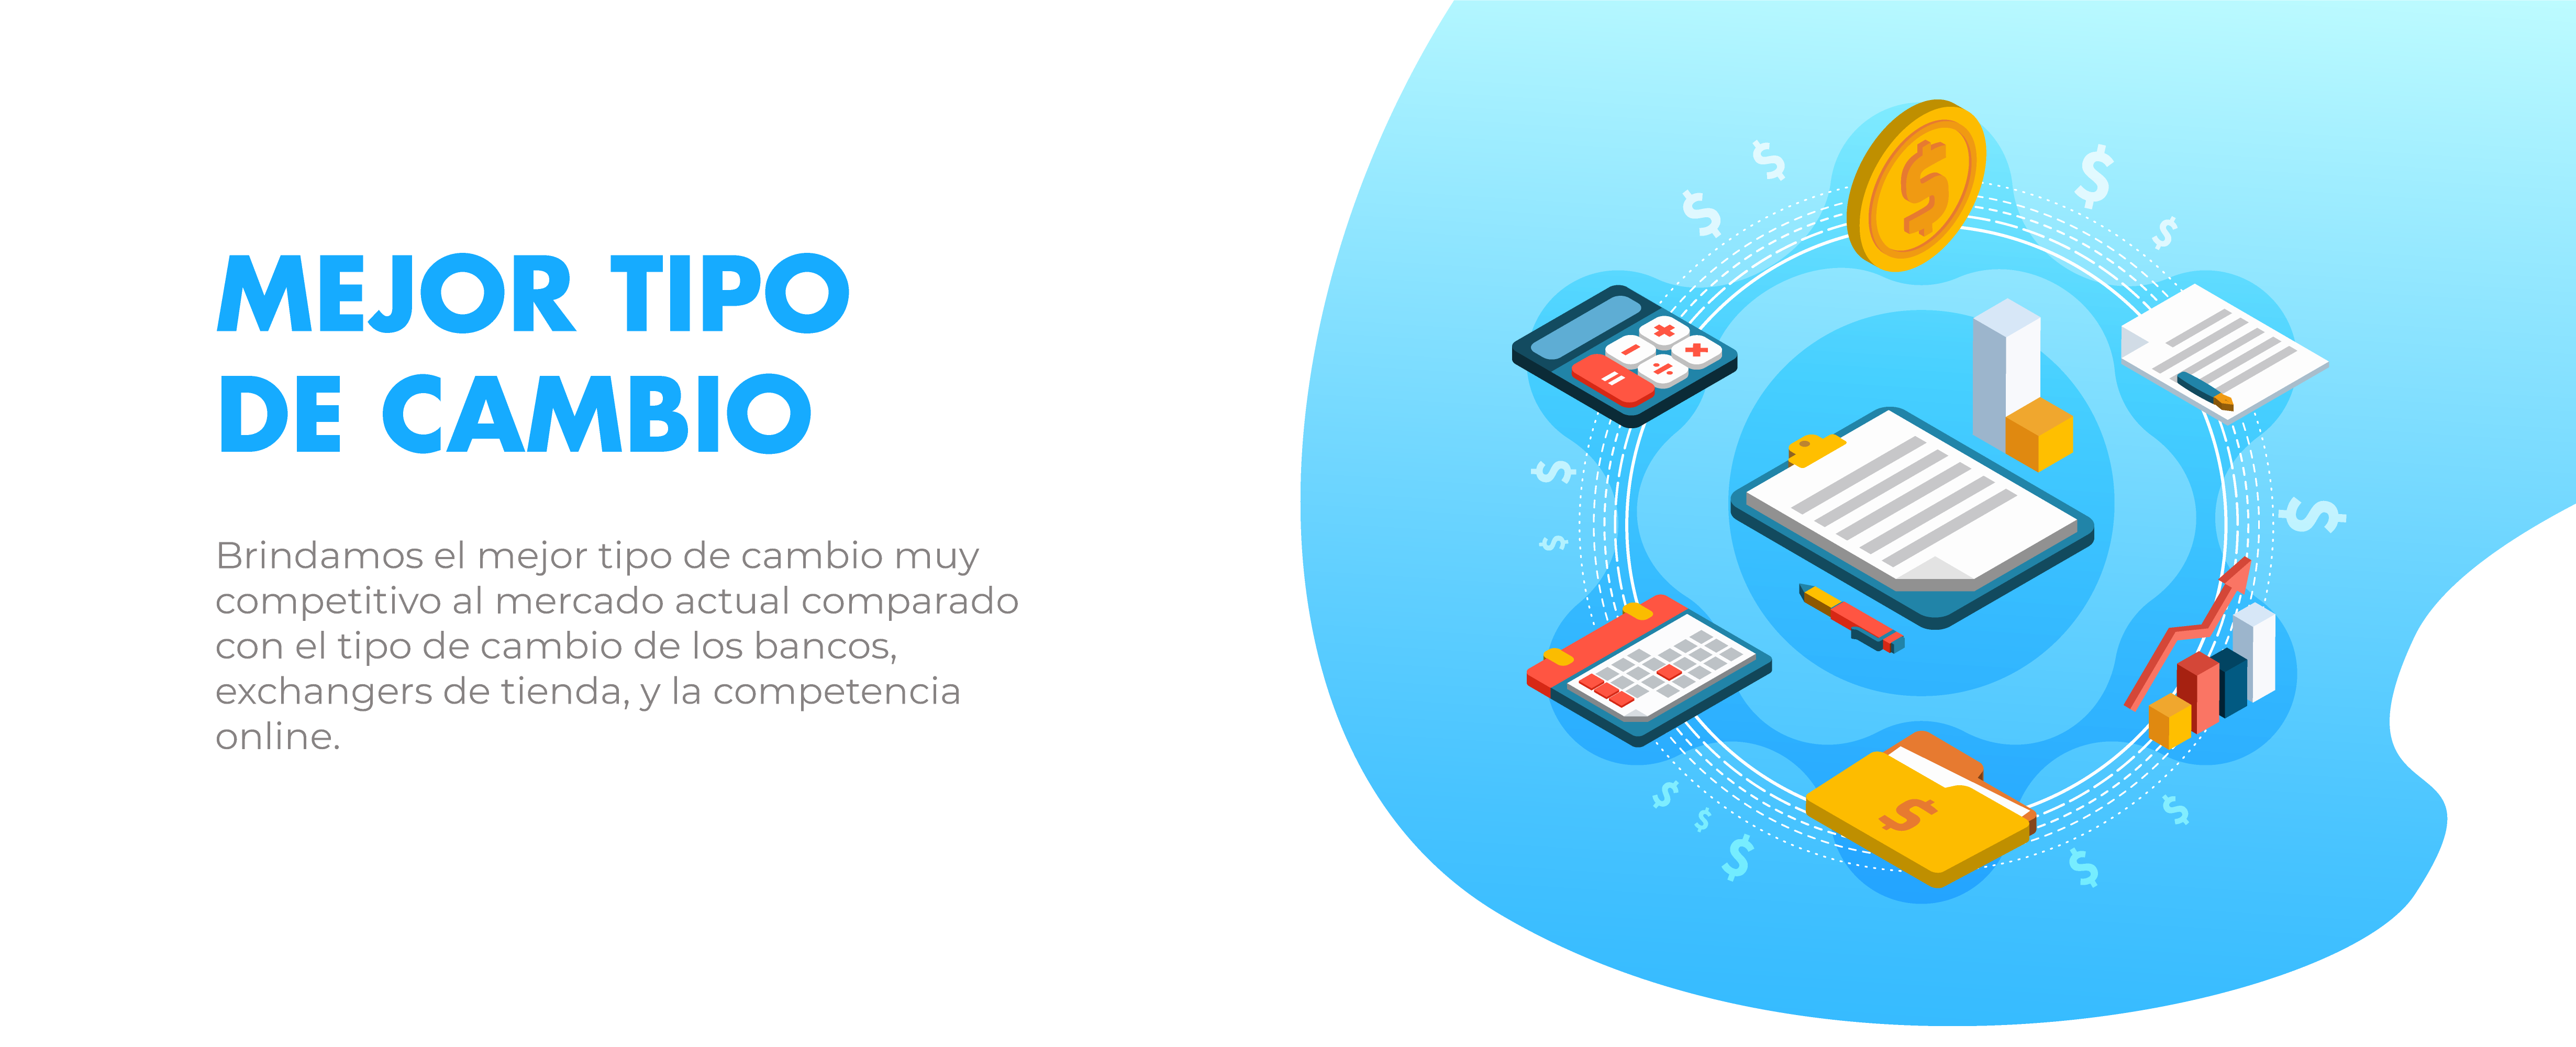 MEJOR TIPO
DE CAMBIO
Brindamos el mejor tipo de cambio muy
competitivo al mercado actual comparado
con el tipo de cambio de los bancos,
exchangers de tienda, y la competencia
online.